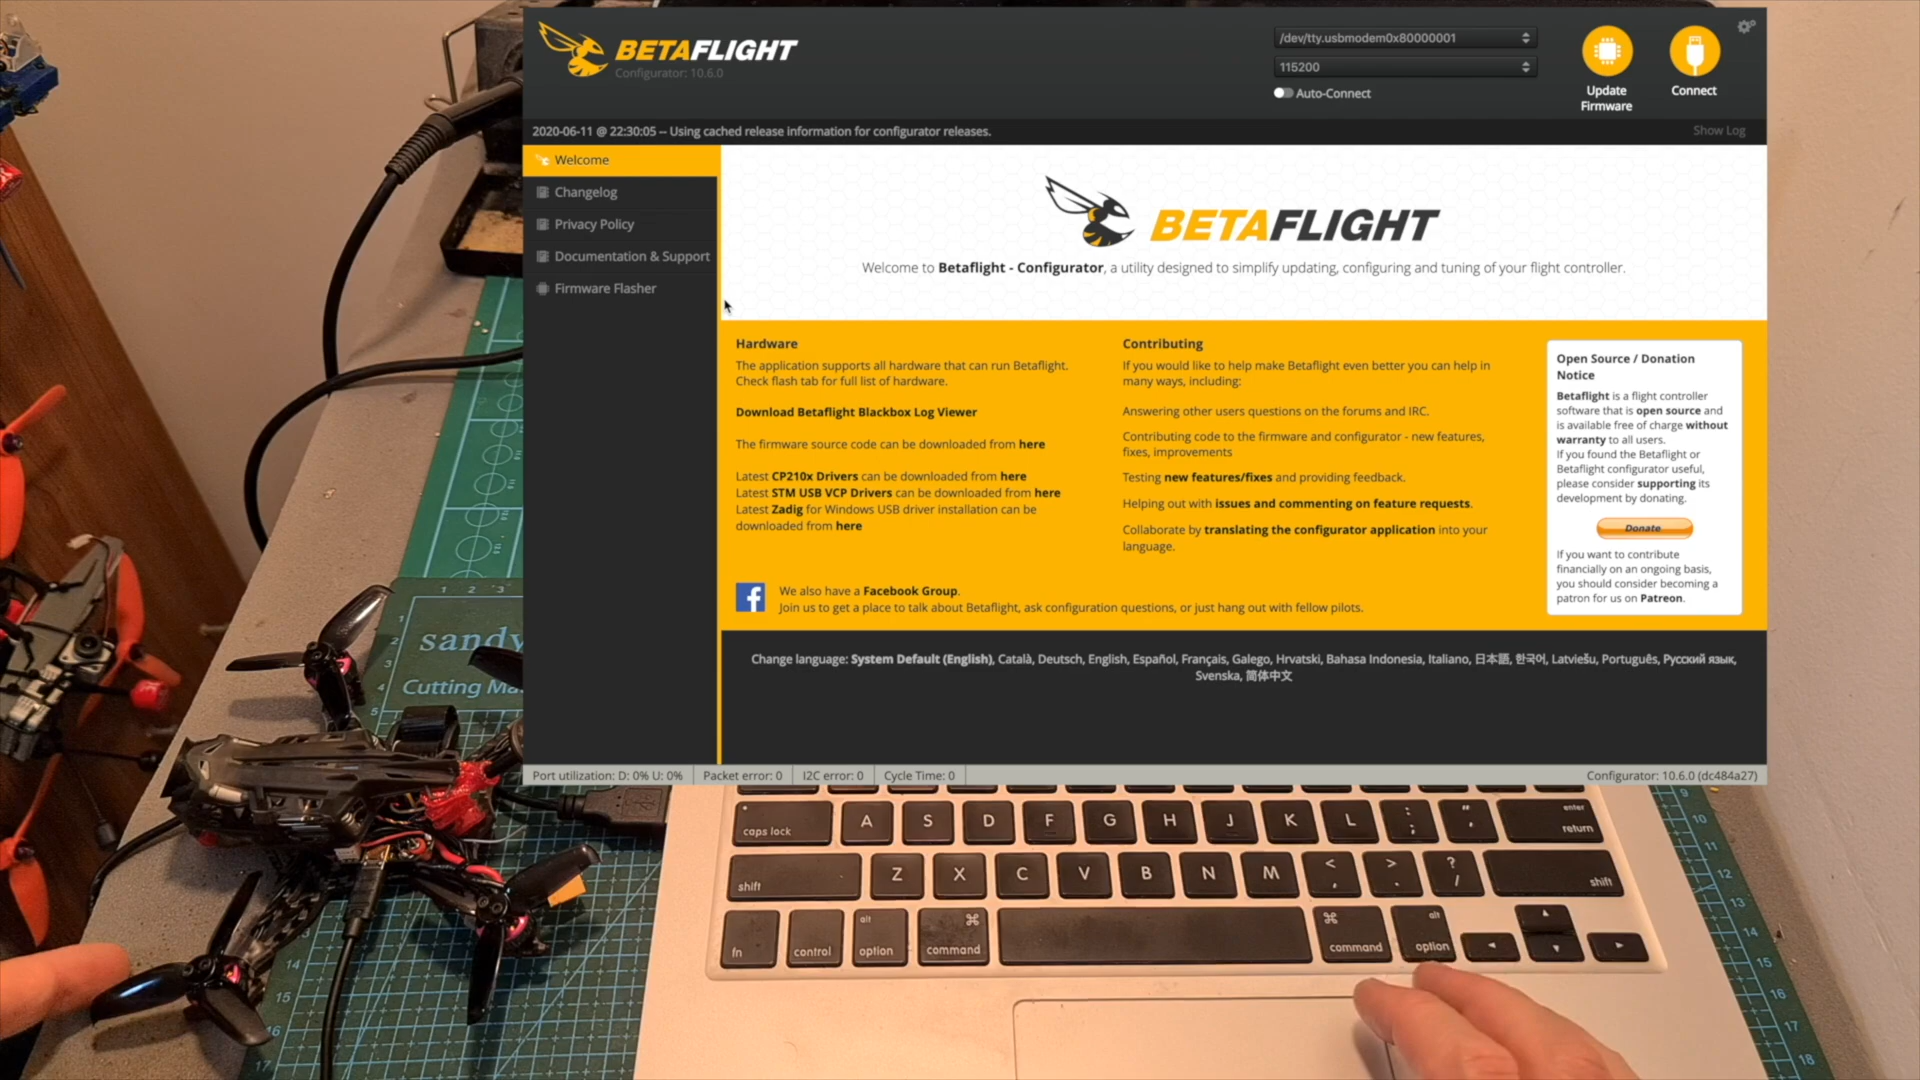 BETAFLIGHT
Configurator: 10.6.0
/dev/tty.usbmodem0x80000001
115200
Auto-Connect
Update
Firmware
Connect
2020-06-11 @ 22:30:05 -- Using cached release information for configurator releases.
Show Log
Welcome
Changelog
Privacy Policy
Documentation & Support
Firmware Flasher
BETAFLIGHT
Welcome to Betaflight - Configurator, a utility designed to simplify updating, configuring and tuning of your flight controller.
Hardware
The application supports all hardware that can run Betaflight.
Check flash tab for full list of hardware.
Download Betaflight Blackbox Log Viewer
The firmware source code can be downloaded from here
Latest CP210x Drivers can be downloaded from here
Latest STM USB VCP Drivers can be downloaded from here
Latest Zadig for Windows USB driver installation can be
downloaded from here
Contributing
If you would like to help make Betaflight even better you can help in
many ways, including:
Answering other users questions on the forums and IRC.
Contributing code to the firmware and configurator - new features,
fixes, improvements
Testing new features/fixes and providing feedback.
Helping out with issues and commenting on feature requests.
Collaborate by translating the configurator application into your
language.
Open Source / Donation
Notice
Betaflight is a flight controller
software that is open source and
is available free of charge without
warranty to all users.
If you found the Betaflight or
Betaflight configurator useful,
please consider supporting its
development by donating.
Donate
If you want to contribute
financially on an ongoing basis,
you should consider becoming a
patron for us on Patreon.
We also have a Facebook Group.
Join us to get a place to talk about Betaflight, ask configuration questions, or just hang out with fellow pilots.
Change language: System Default (English), Català, Deutsch, English, Español, Français, Galego, Hrvatski, Bahasa Indonesia, Italiano, 日本語, 한국어, Latviešu, Português, Русский язык,
Svenska, 简体中文
Port utilization: D: 0% U: 0% Packet error: 0 I2C error: 0 Cycle Time: 0
Configurator: 10.6.0 (dc484a27)
1 2 3
sandy
Cutting Ma
caps lock A S D F G H J K L : ; " ' enter return
shift Z X C V B N M < , > . ? / shift
fn control alt option ⌘ command ⌘ command alt option
14
15
16
17
9
10
11
12
13
14
15
16
17
18